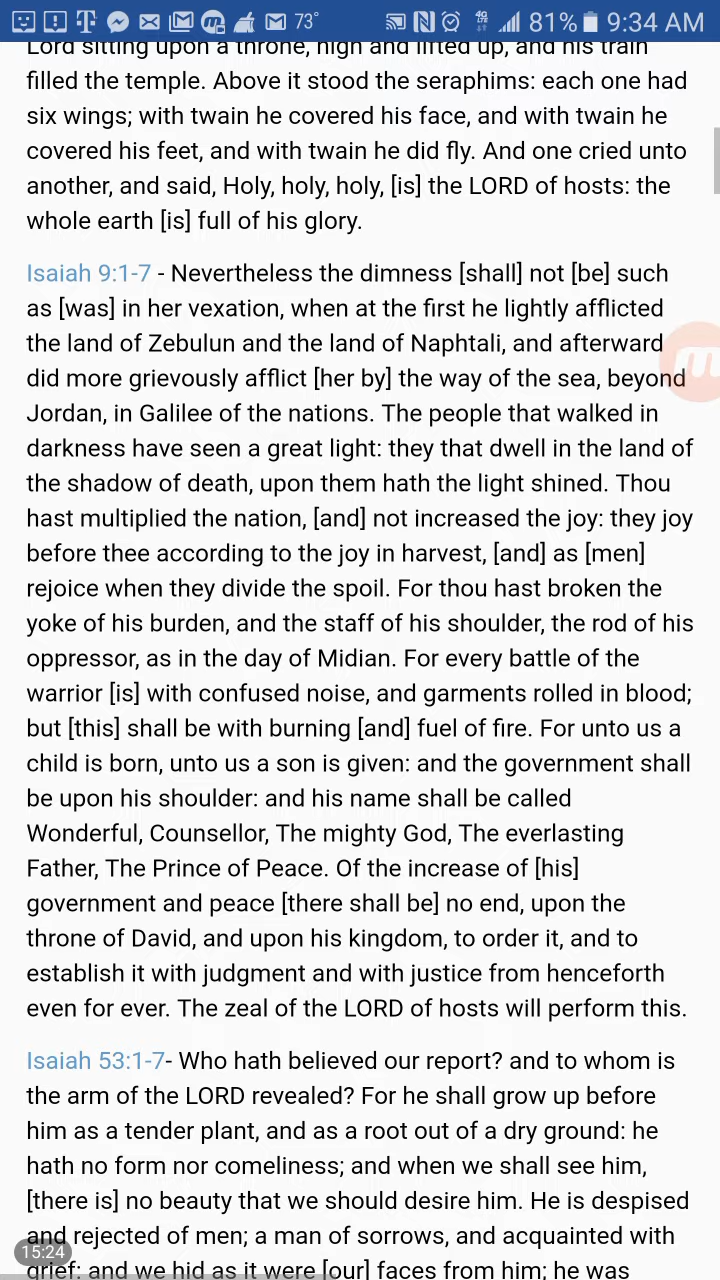 73° 4G LTE 81% 9:34 AM
Lord sitting upon a throne, high and lifted up, and his train
filled the temple. Above it stood the seraphims: each one had
six wings; with twain he covered his face, and with twain he
covered his feet, and with twain he did fly. And one cried unto
another, and said, Holy, holy, holy, [is] the LORD of hosts: the
whole earth [is] full of his glory.
Isaiah 9:1-7 - Nevertheless the dimness [shall] not [be] such
as [was] in her vexation, when at the first he lightly afflicted
the land of Zebulun and the land of Naphtali, and afterward
did more grievously afflict [her by] the way of the sea, beyond
Jordan, in Galilee of the nations. The people that walked in
darkness have seen a great light: they that dwell in the land of
the shadow of death, upon them hath the light shined. Thou
hast multiplied the nation, [and] not increased the joy: they joy
before thee according to the joy in harvest, [and] as [men]
rejoice when they divide the spoil. For thou hast broken the
yoke of his burden, and the staff of his shoulder, the rod of his
oppressor, as in the day of Midian. For every battle of the
warrior [is] with confused noise, and garments rolled in blood;
but [this] shall be with burning [and] fuel of fire. For unto us a
child is born, unto us a son is given: and the government shall
be upon his shoulder: and his name shall be called
Wonderful, Counsellor, The mighty God, The everlasting
Father, The Prince of Peace. Of the increase of [his]
government and peace [there shall be] no end, upon the
throne of David, and upon his kingdom, to order it, and to
establish it with judgment and with justice from henceforth
even for ever. The zeal of the LORD of hosts will perform this.
Isaiah 53:1-7- Who hath believed our report? and to whom is
the arm of the LORD revealed? For he shall grow up before
him as a tender plant, and as a root out of a dry ground: he
hath no form nor comeliness; and when we shall see him,
[there is] no beauty that we should desire him. He is despised
and rejected of men; a man of sorrows, and acquainted with
15:24
grief: and we hid as it were [our] faces from him; he was